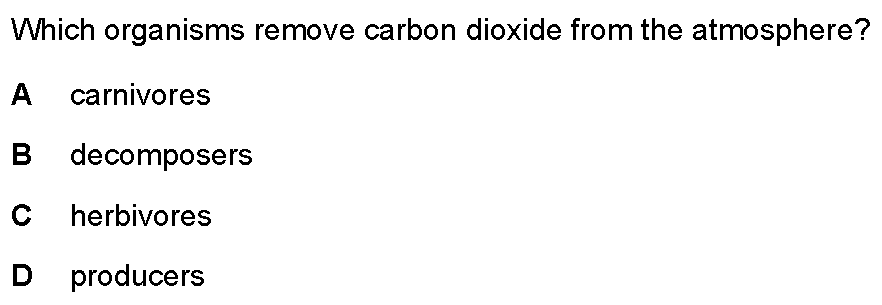 Which organisms remove carbon dioxide from the atmosphere?
A carnivores
B decomposers
C herbivores
D producers